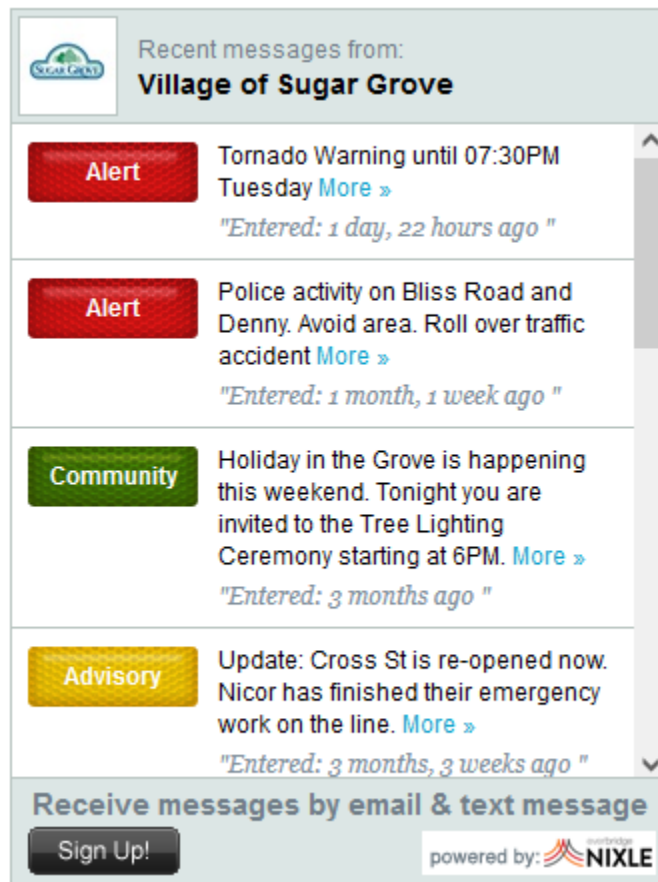 SUGAR GROVE
Recent messages from:
Village of Sugar Grove
Alert
Tornado Warning until 07:30PM
Tuesday More »
"Entered: 1 day, 22 hours ago "
Alert
Police activity on Bliss Road and
Denny. Avoid area. Roll over traffic
accident More »
"Entered: 1 month, 1 week ago "
Community
Holiday in the Grove is happening
this weekend. Tonight you are
invited to the Tree Lighting
Ceremony starting at 6PM. More »
"Entered: 3 months ago "
Advisory
Update: Cross St is re-opened now.
Nicor has finished their emergency
work on the line. More »
"Entered: 3 months, 3 weeks ago "
Receive messages by email & text message
Sign Up!
powered by: everbridge NIXLE